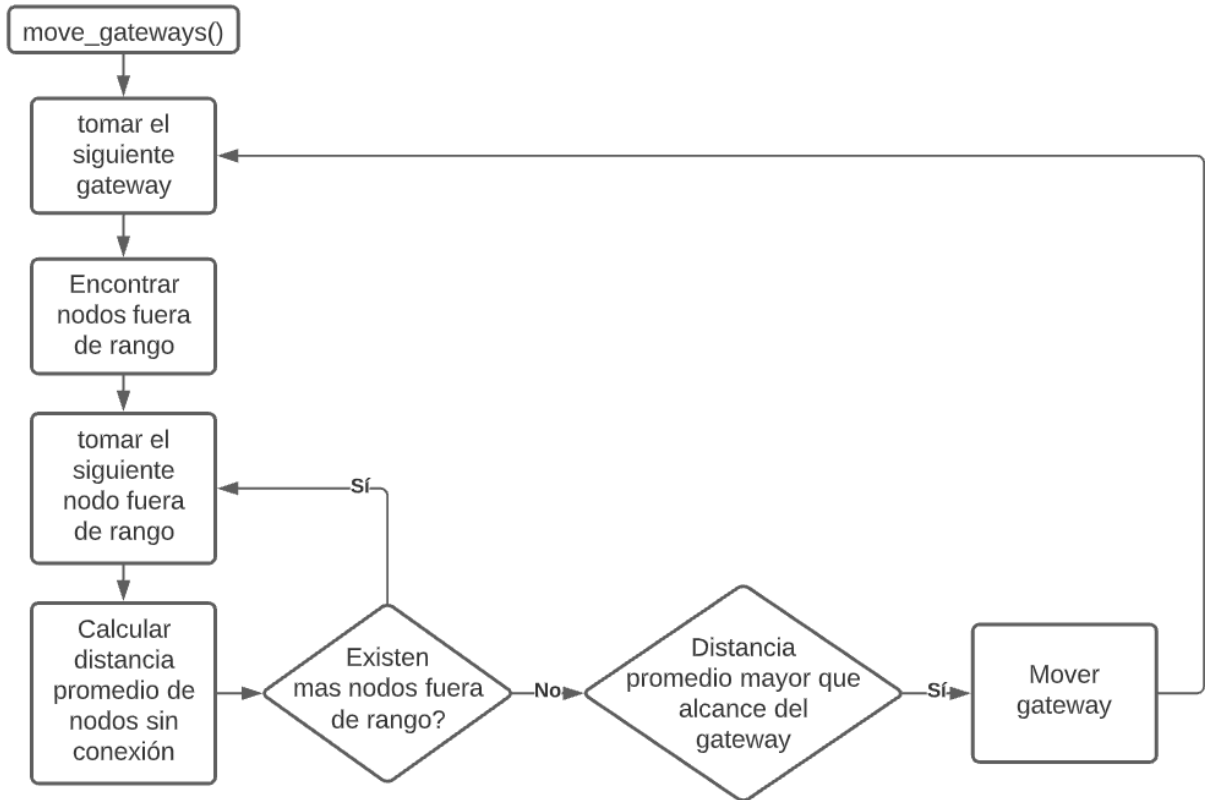 move_gateways()
tomar el
siguiente
gateway
Encontrar
nodos fuera
de rango
tomar el
siguiente
nodo fuera
de rango
Sí
Calcular
distancia
promedio de
nodos sin
conexión
Existen
mas nodos fuera
de rango?
No
Distancia
promedio mayor que
alcance del
gateway
Sí
Mover
gateway